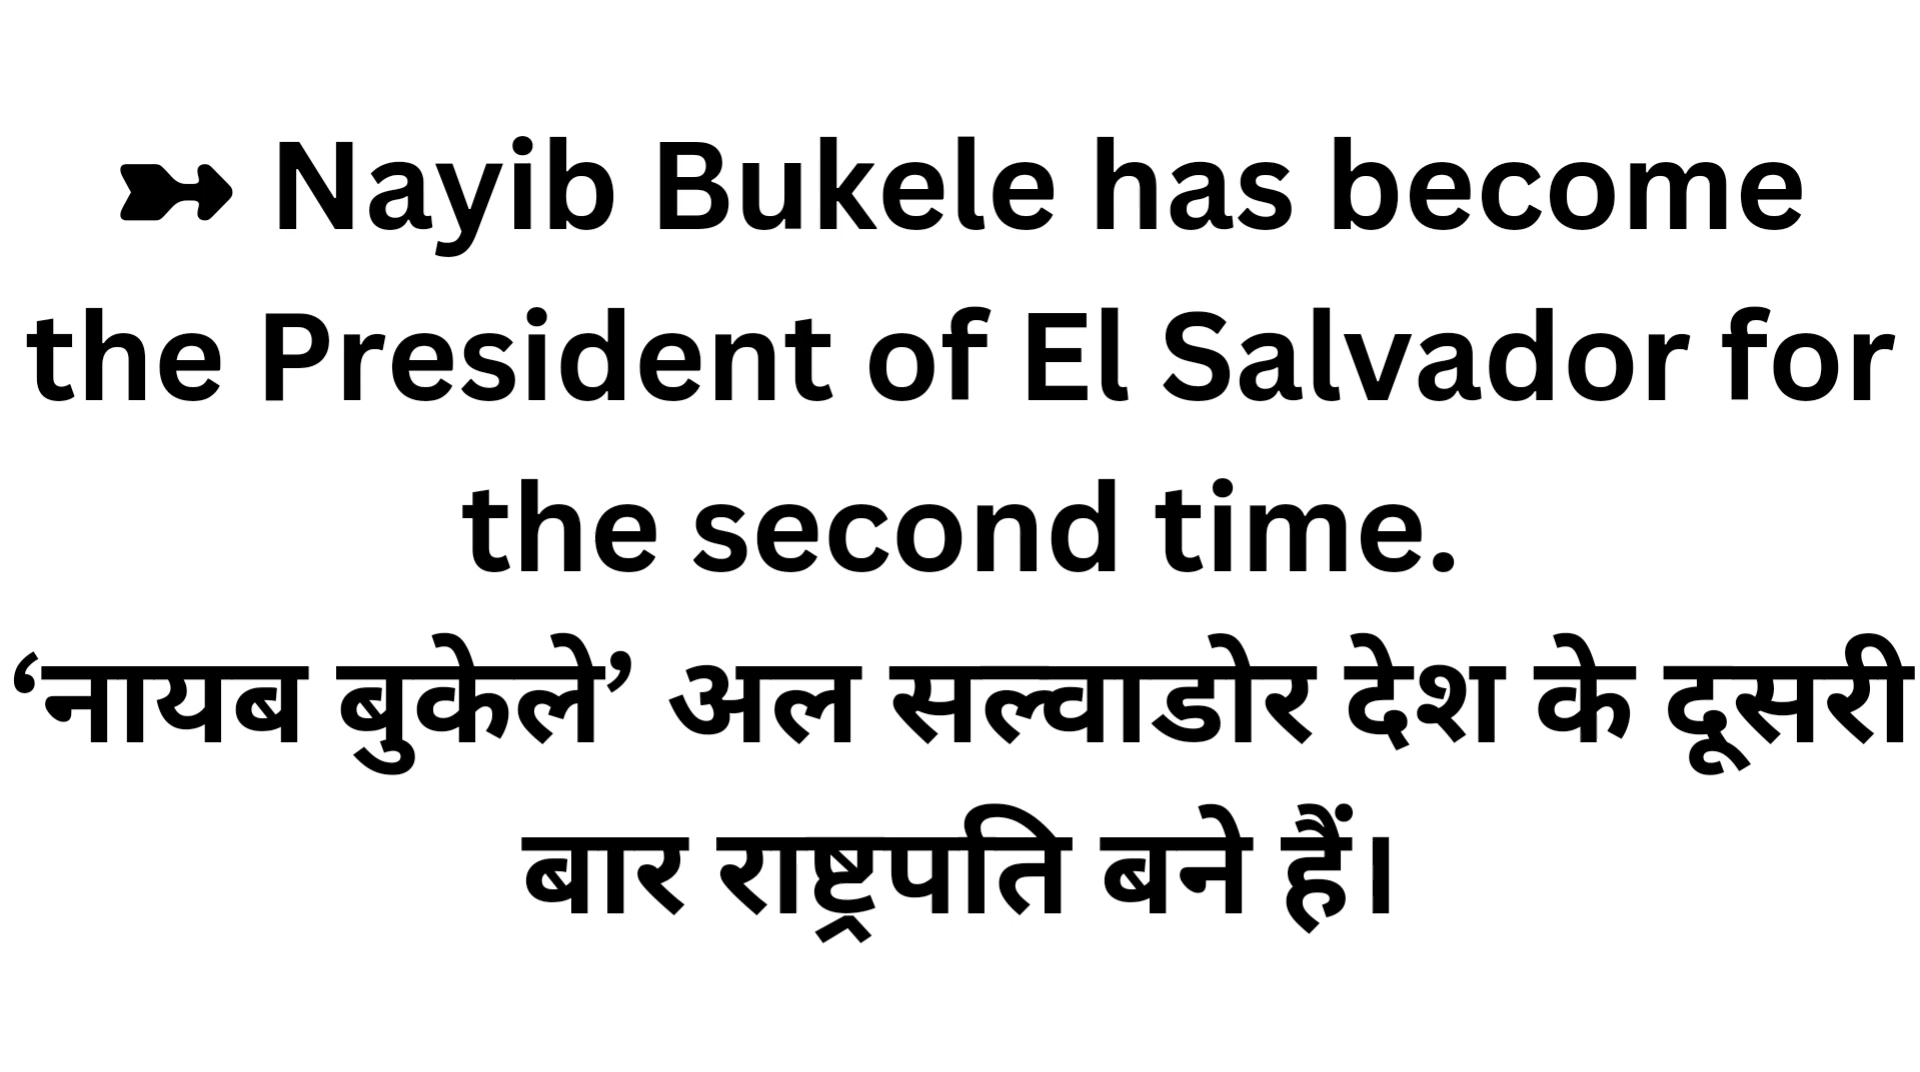 ➳ Nayib Bukele has become
the President of El Salvador for
the second time.
‘नायब बुकेले’ अल सल्वाडोर देश के दूसरी
बार राष्ट्रपति बने हैं।